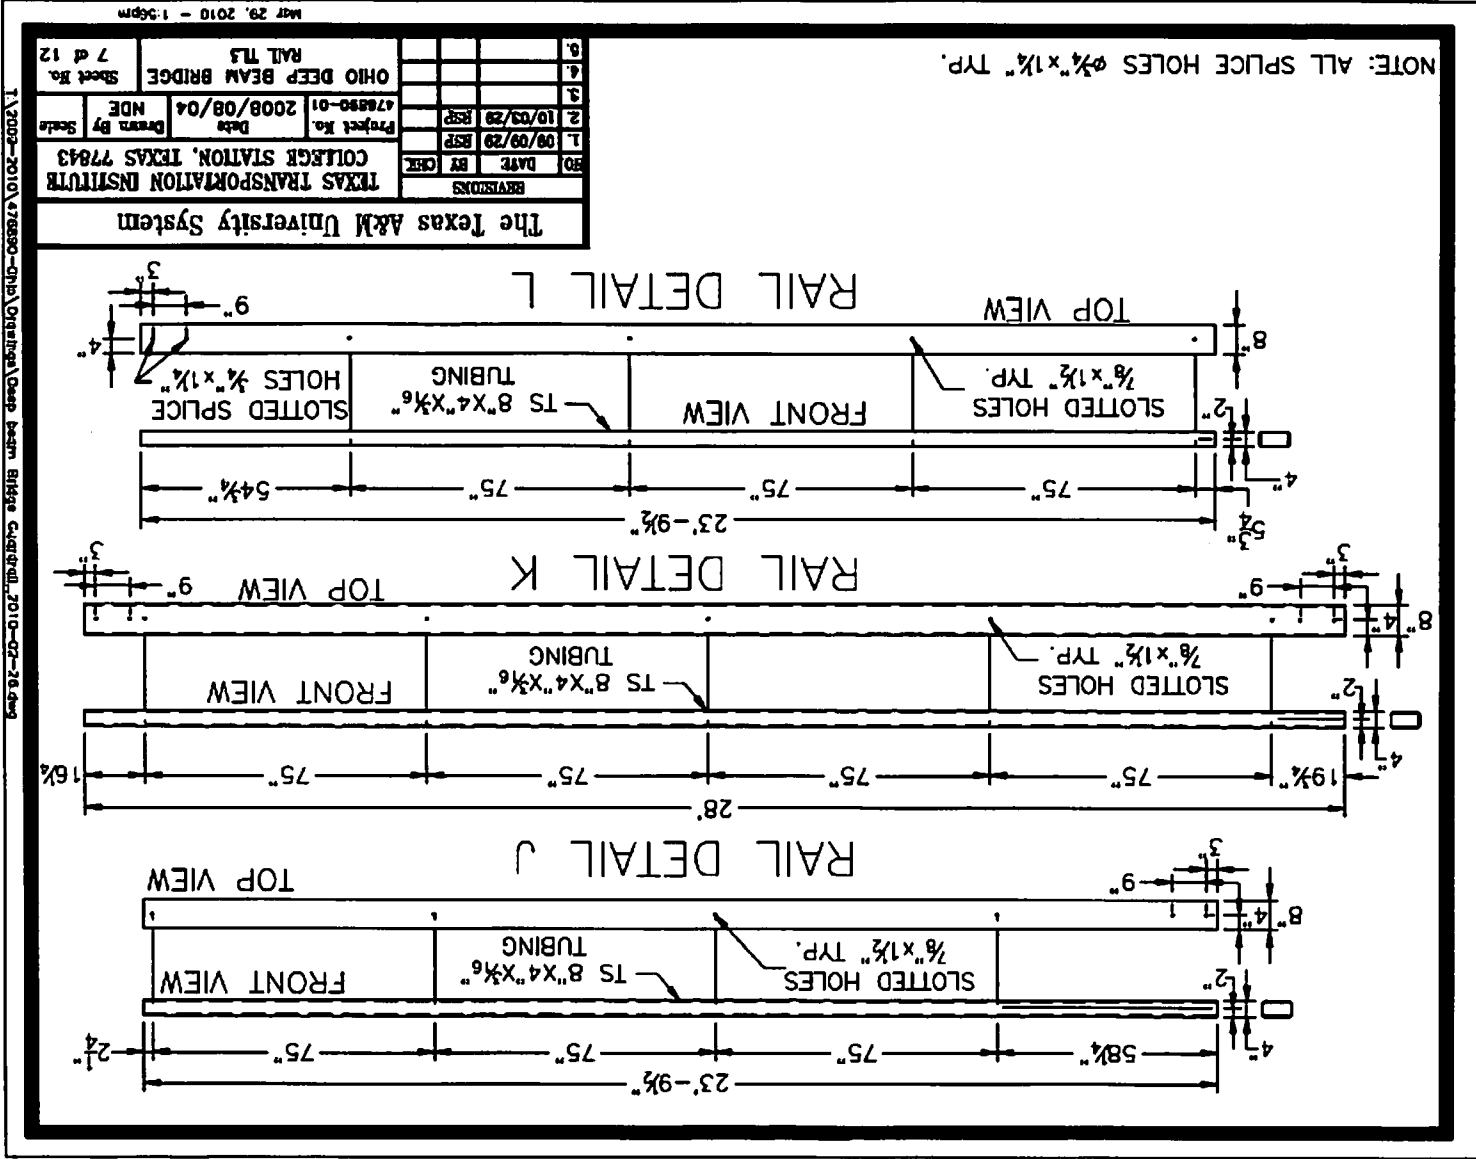 23'-9½"
58¼" 75" 75" 75" 2¼"
4"
2"
SLOTTED HOLES
⅞"x1½" TYP.
TS 8"X4"X3⁄16"
TUBING
FRONT VIEW
8"
4"
9"
3"
TOP VIEW
RAIL DETAIL J
28'
19¾" 75" 75" 75" 75" 16¼
4"
2"
SLOTTED HOLES
⅞"x1½" TYP.
TS 8"X4"X3⁄16"
TUBING
FRONT VIEW
8"
4"
9"
3"
TOP VIEW
9"
3"
RAIL DETAIL K
23'-9½"
5¾" 75" 75" 75" 54¾"
4"
2"
SLOTTED HOLES
⅞"x1½" TYP.
FRONT VIEW
TS 8"X4"X3⁄16"
TUBING
SLOTTED SPLICE
HOLES ¾"x1¼"
8"
4"
TOP VIEW
9"
3"
RAIL DETAIL L
The Texas A&M University System
REVISIONS
NO. DATE BY CHK.
1. 09/09/29 RSP
2. 10/03/29 RSP
3.
4.
5.
TEXAS TRANSPORTATION INSTITUTE
COLLEGE STATION, TEXAS 77843
Project No. Date Drawn By Scale
476890-01 2008/08/04 NDE
OHIO DEEP BEAM BRIDGE
RAIL TL3
Sheet No.
7 of 12
NOTE: ALL SPLICE HOLES ⌀¾"x1¼" TYP.
Mar 29, 2010 - 1:56pm